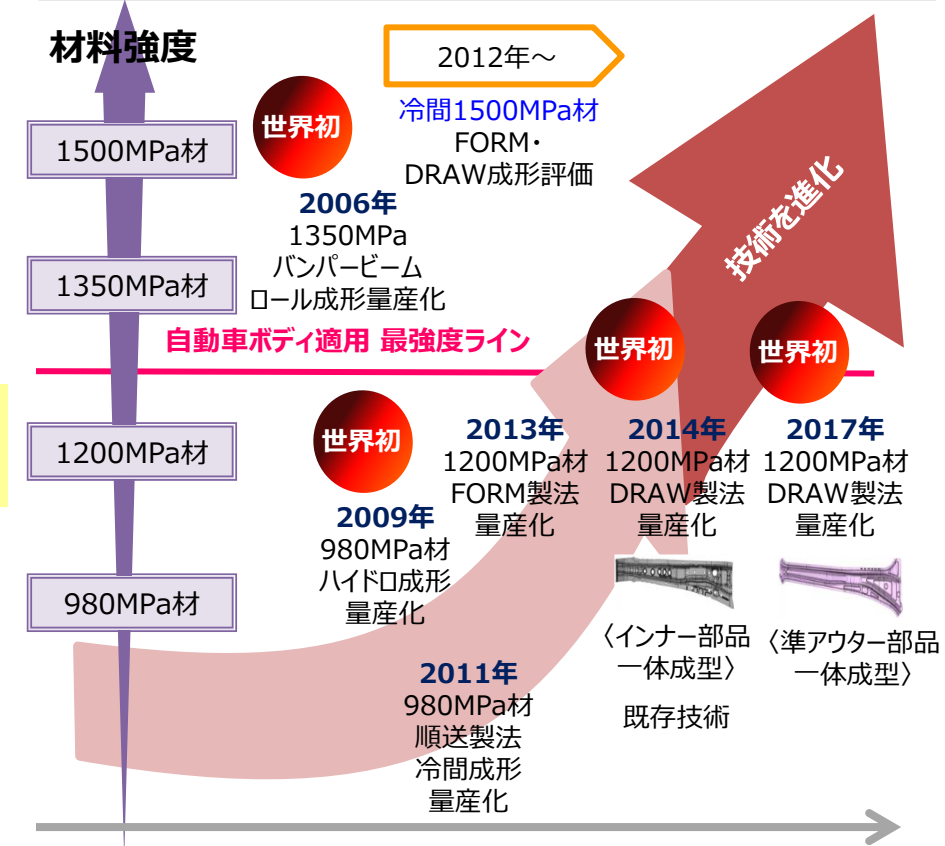 材料強度
1500MPa材
1350MPa材
1200MPa材
980MPa材
2012年～
冷間1500MPa材
FORM・
DRAW成形評価
世界初
2006年
1350MPa
バンパービーム
ロール成形量産化
技術を進化
自動車ボディ適用 最強度ライン
世界初
2009年
980MPa材
ハイドロ成形
量産化
2011年
980MPa材
順送製法
冷間成形
量産化
2013年
1200MPa材
FORM製法
量産化
世界初
2014年
1200MPa材
DRAW製法
量産化
〈インナー部品
一体成型〉
既存技術
世界初
2017年
1200MPa材
DRAW製法
量産化
〈準アウター部品
一体成型〉